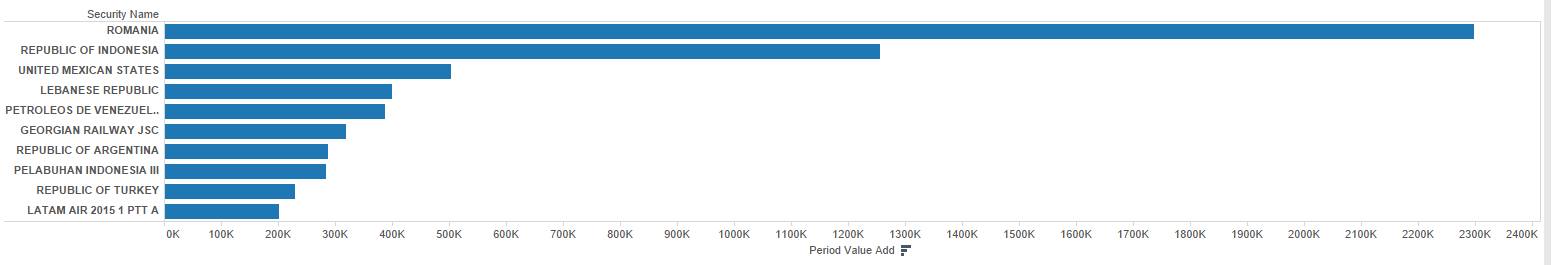 Security Name
ROMANIA
REPUBLIC OF INDONESIA
UNITED MEXICAN STATES
LEBANESE REPUBLIC
PETROLEOS DE VENEZUEL..
GEORGIAN RAILWAY JSC
REPUBLIC OF ARGENTINA
PELABUHAN INDONESIA III
REPUBLIC OF TURKEY
LATAM AIR 2015 1 PTT A
0K 100K 200K 300K 400K 500K 600K 700K 800K 900K 1000K 1100K 1200K 1300K 1400K 1500K 1600K 1700K 1800K 1900K 2000K 2100K 2200K 2300K 2400K
Period Value Add